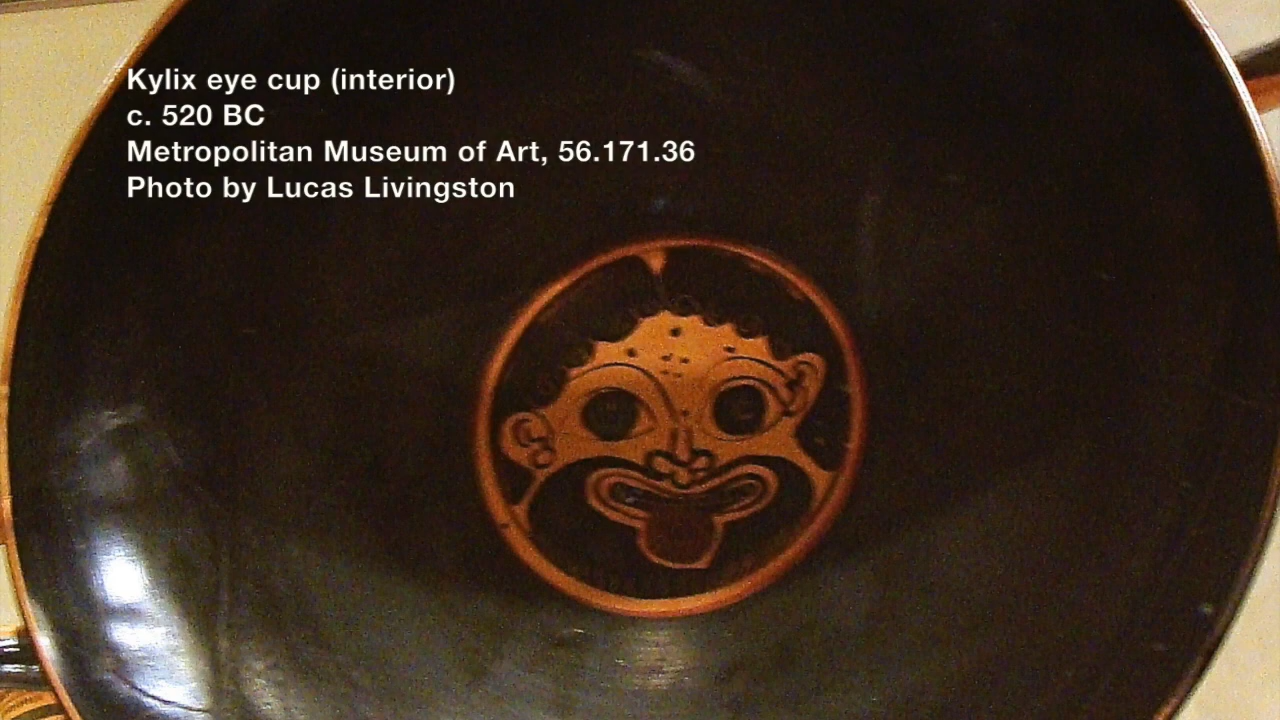 Kylix eye cup (interior)
c. 520 BC
Metropolitan Museum of Art, 56.171.36
Photo by Lucas Livingston